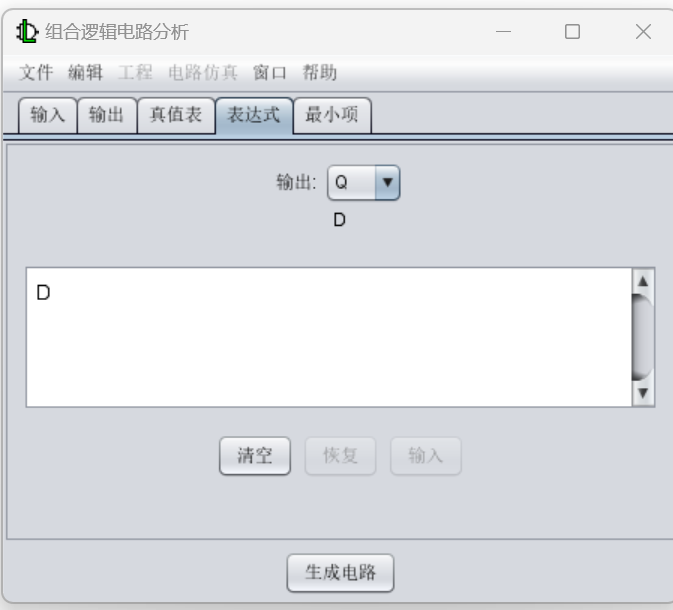 组合逻辑电路分析
文件 编辑 工程 电路仿真 窗口 帮助
输入 输出 真值表 表达式 最小项
输出: Q
D
D
清空 恢复 输入
生成电路